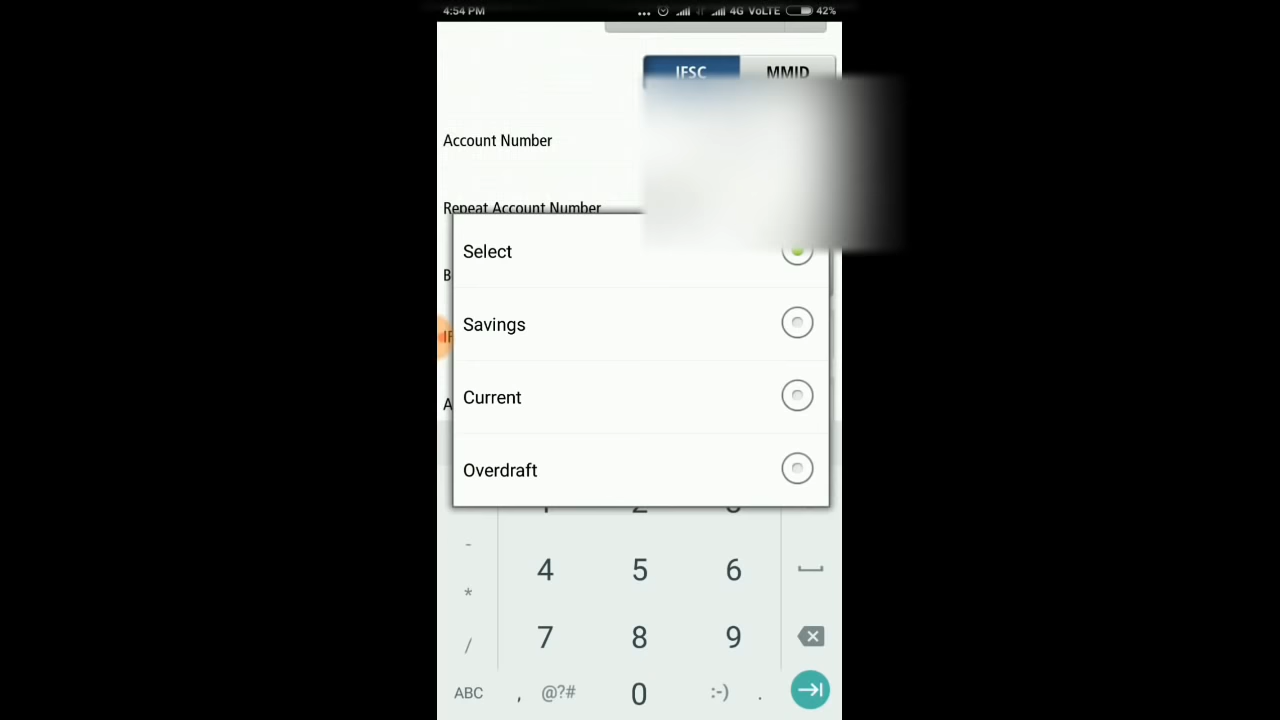 4:54 PM ... 4G VoLTE 42%
IFSC MMID
Account Number
Repeat Account Number
B
Select
IF
Savings
A
Current
Overdraft
-
4 5 6
*
7 8 9
/
ABC , @?# 0 :-) .